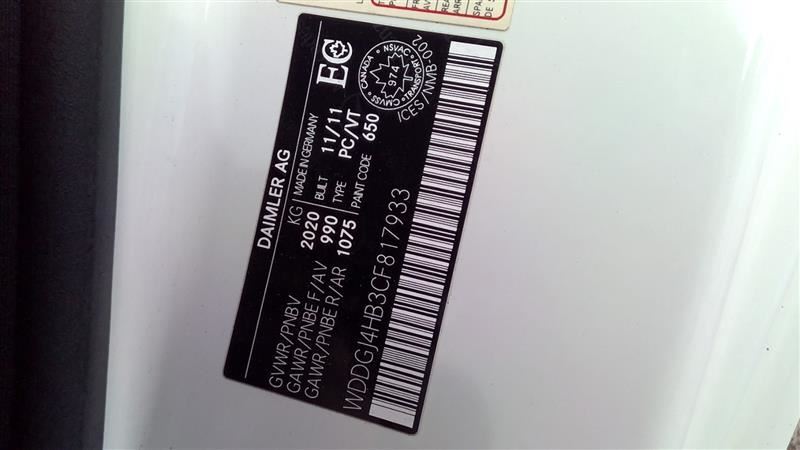 DAIMLER AG
KG MADE IN GERMANY
GVWR/PNBV 2020 BUILT 11/11
GAWR/PNBE F/AV 990 TYPE PC/VT
GAWR/PNBE R/AR 1075 PAINT CODE 650
EC
CANADA NSVAC TRANSPORT CMVSS
974
ICES/NMB-002
WDDGJ4HB3CF817933